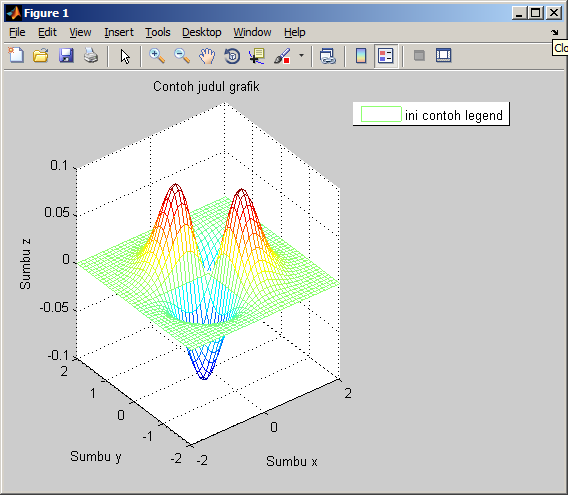 Figure 1
File Edit View Insert Tools Desktop Window Help
Clo
Contoh judul grafik
ini contoh legend
0.1
0.05
0
-0.05
-0.1
Sumbu z
2
1
0
-1
-2
Sumbu y
-2
0
2
Sumbu x